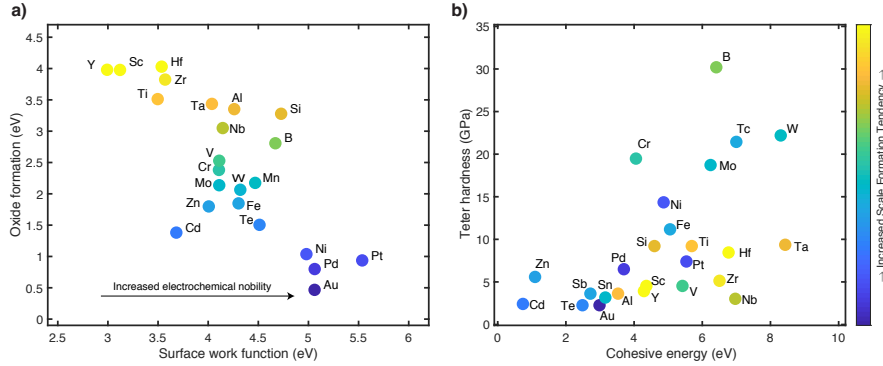 a)
Oxide formation (eV)
4.5
4
3.5
3
2.5
2
1.5
1
0.5
0
Y
Sc
Hf
Zr
Ti
Ta
Al
Si
Nb
B
V
Cr
Mo
W
Mn
Zn
Fe
Te
Cd
Ni
Pd
Pt
Au
Increased electrochemical nobility
2.5 3 3.5 4 4.5 5 5.5 6
Surface work function (eV)
b)
Teter hardness (GPa)
35
30
25
20
15
10
5
0
B
W
Tc
Cr
Mo
Ni
Fe
Si
Ti
Hf
Ta
Pd
Pt
Zn
Sb
Sn
Sc
Zr
Cd
Te
Au
Al
Y
V
Nb
0 2 4 6 8 10
Cohesive energy (eV)
Increased Scale Formation Tendency